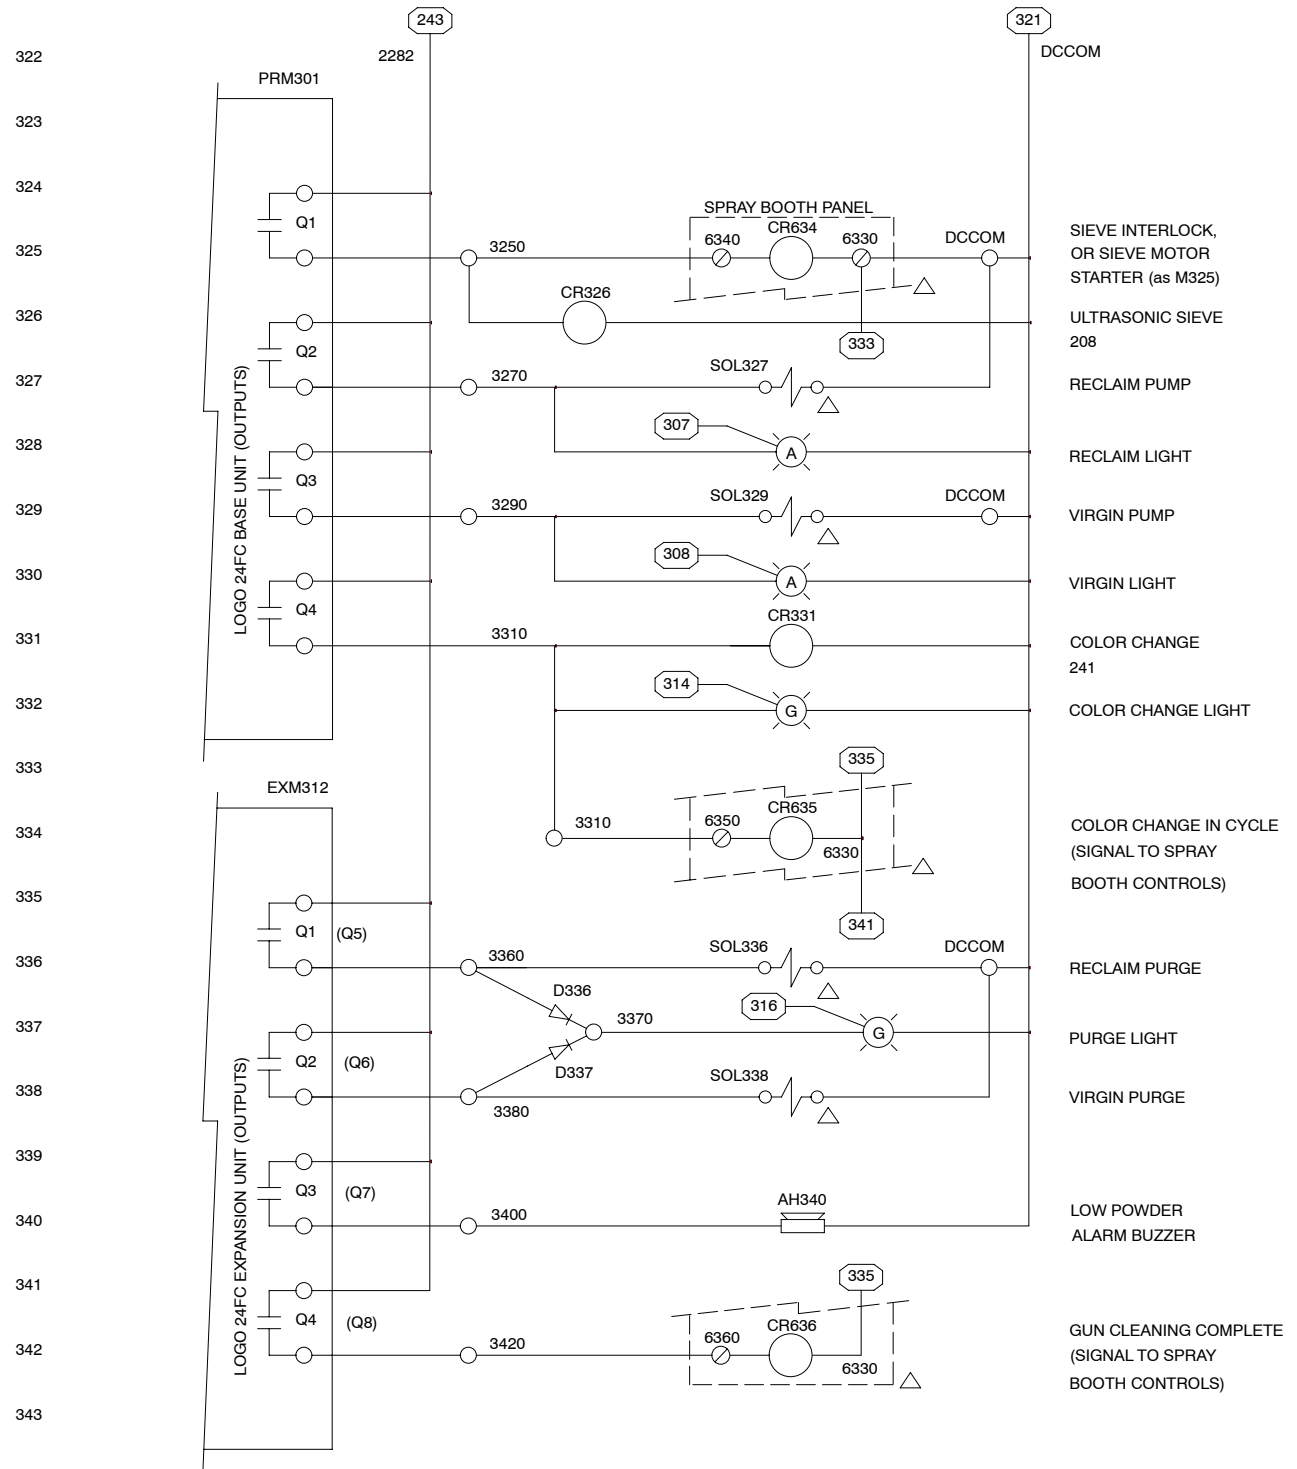 243
321
322
2282
DCCOM
PRM301
323
324
Q1
SPRAY BOOTH PANEL
CR634
325
3250
6340
6330
DCCOM
SIEVE INTERLOCK,
OR SIEVE MOTOR
STARTER (as M325)
CR326
326
ULTRASONIC SIEVE
208
333
Q2
LOGO 24FC BASE UNIT (OUTPUTS)
327
3270
SOL327
RECLAIM PUMP
307
328
A
RECLAIM LIGHT
Q3
329
3290
SOL329
DCCOM
VIRGIN PUMP
308
330
A
VIRGIN LIGHT
Q4
CR331
331
3310
COLOR CHANGE
241
314
332
G
COLOR CHANGE LIGHT
333
335
EXM312
CR635
334
3310
6350
6330
COLOR CHANGE IN CYCLE
(SIGNAL TO SPRAY
BOOTH CONTROLS)
335
341
Q1
(Q5)
336
3360
SOL336
DCCOM
RECLAIM PURGE
D336
316
337
3370
G
PURGE LIGHT
Q2
(Q6)
D337
LOGO 24FC EXPANSION UNIT (OUTPUTS)
338
3380
SOL338
VIRGIN PURGE
339
Q3
(Q7)
AH340
340
3400
LOW POWDER
ALARM BUZZER
341
335
Q4
(Q8)
CR636
342
3420
6360
6330
GUN CLEANING COMPLETE
(SIGNAL TO SPRAY
BOOTH CONTROLS)
343